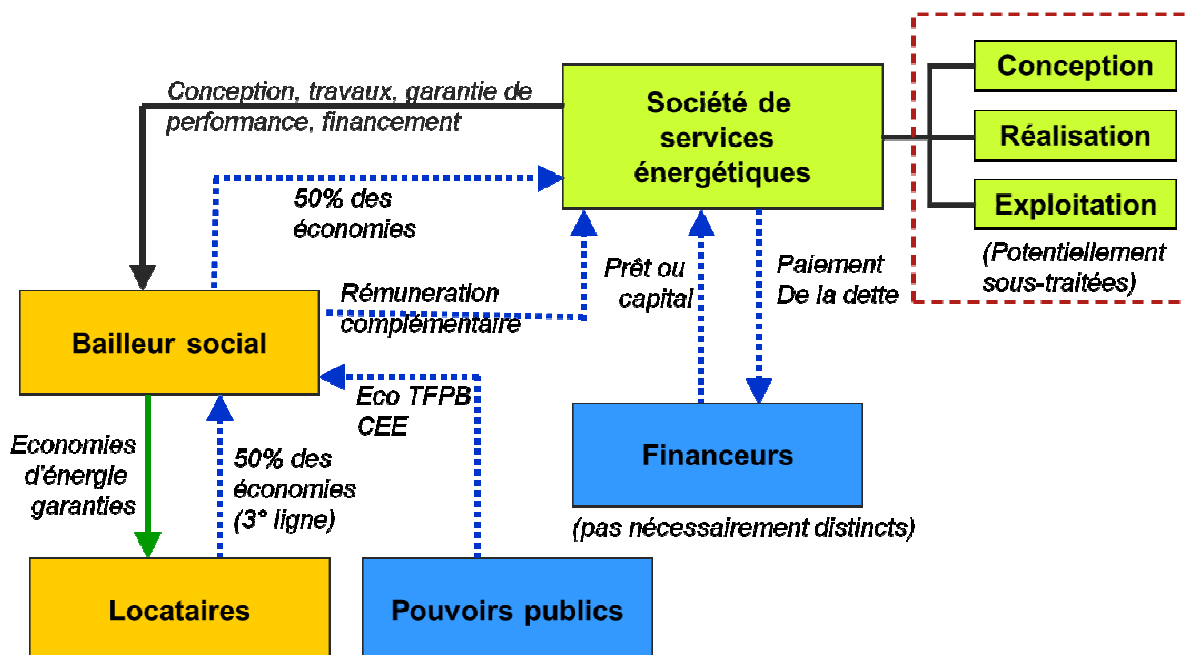 Conception, travaux, garantie de
performance, financement
Société de
services
énergétiques
Conception
Réalisation
Exploitation
(Potentiellement
sous-traitées)
50% des
économies
Rémuneration
complémentaire
Prêt ou
capital
Paiement
De la dette
Bailleur social
Eco TFPB
CEE
Economies
d'énergie
garanties
50% des
économies
(3° ligne)
Financeurs
(pas nécessairement distincts)
Locataires
Pouvoirs publics